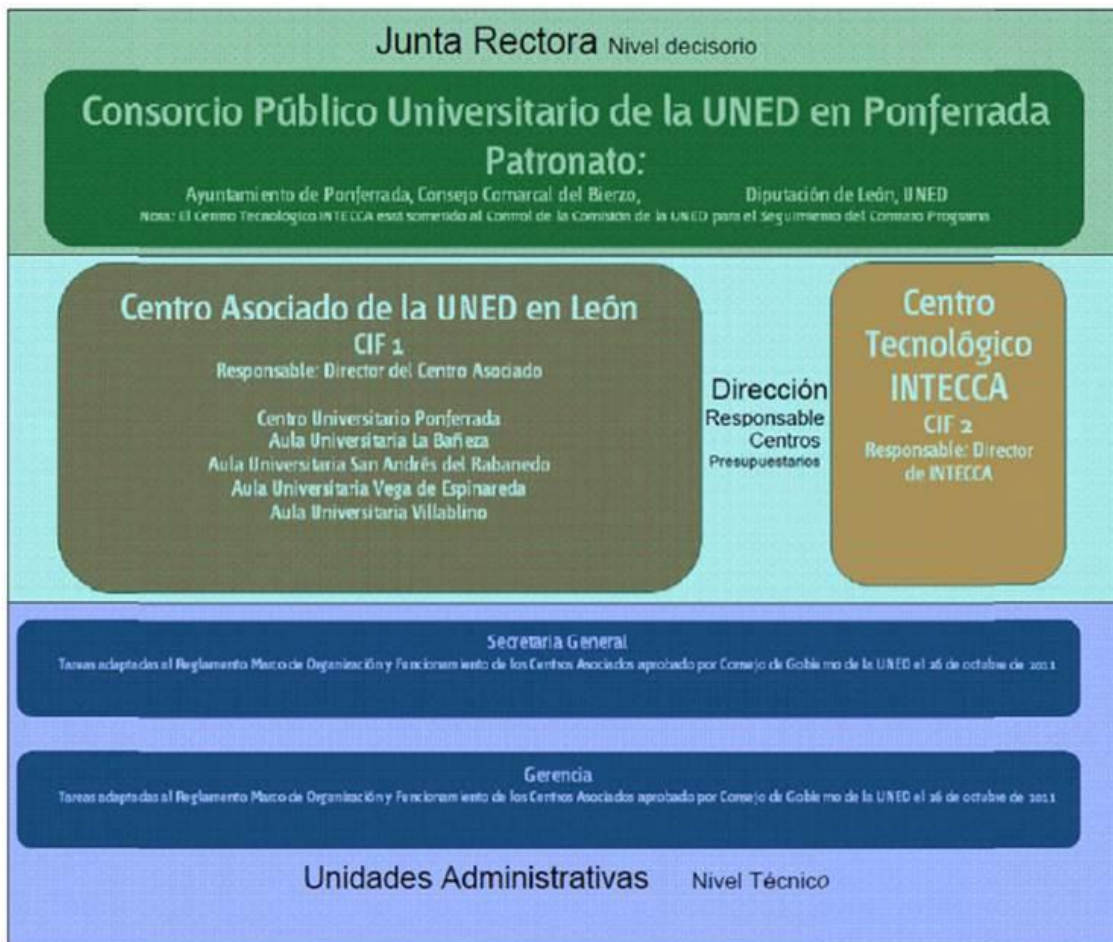 Junta Rectora Nivel decisorio
Consorcio Público Universitario de la UNED en Ponferrada
Patronato:
Ayuntamiento de Ponferrada, Consejo Comarcal del Bierzo, Diputación de León, UNED
Nota: El Centro Tecnológico INTECCA está sometido al Control de la Comisión de la UNED para el Seguimiento del Contrato Programa
Centro Asociado de la UNED en León
CIF 1
Responsable: Director del Centro Asociado
Centro Universitario Ponferrada
Aula Universitaria La Bañeza
Aula Universitaria San Andrés del Rabanedo
Aula Universitaria Vega de Espinareda
Aula Universitaria Villablino
Dirección
Responsable
Centros
Presupuestarios
Centro
Tecnológico
INTECCA
CIF 2
Responsable: Director
de INTECCA
Secretaria General
Tareas adaptadas al Reglamento Marco de Organización y Funcionamiento de los Centros Asociados aprobado por Consejo de Gobierno de la UNED el 26 de octubre de 2011
Gerencia
Tareas adaptadas al Reglamento Marco de Organización y Funcionamiento de los Centros Asociados aprobado por Consejo de Gobierno de la UNED el 26 de octubre de 2011
Unidades Administrativas Nivel Técnico